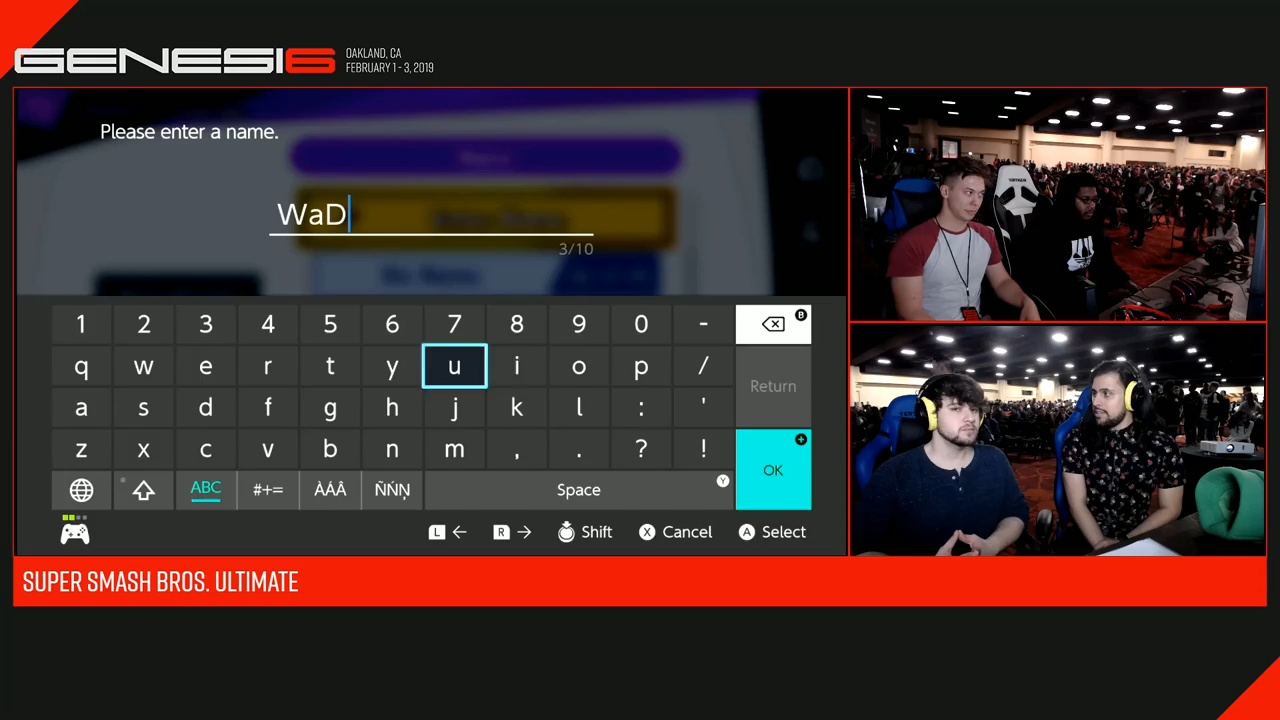 GENESIS6
OAKLAND, CA
FEBRUARY 1 - 3, 2019
Please enter a name.
WaD
3/10
1 2 3 4 5 6 7 8 9 0 -
q w e r t y u i o p /
Return
a s d f g h j k l : '
z x c v b n m , . ? !
OK
ABC #+= ÀÁÂ ÑŃŅ Space
B
+
Y
L ← R → Shift X Cancel A Select
SUPER SMASH BROS. ULTIMATE